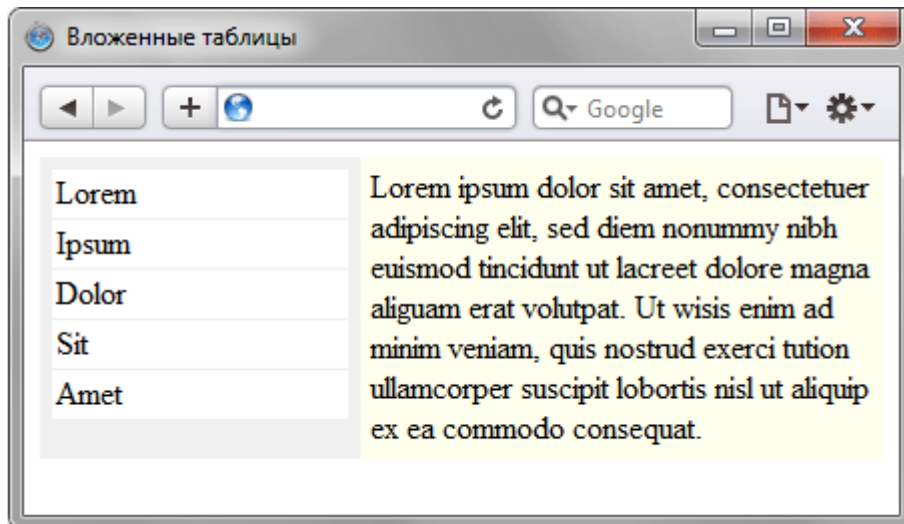 Вложенные таблицы
Google
Lorem
Ipsum
Dolor
Sit
Amet
Lorem ipsum dolor sit amet, consectetuer
adipiscing elit, sed diem nonummy nibh
euismod tincidunt ut lacreet dolore magna
aliguam erat volutpat. Ut wisis enim ad
minim veniam, quis nostrud exerci tution
ullamcorper suscipit lobortis nisl ut aliquip
ex ea commodo consequat.